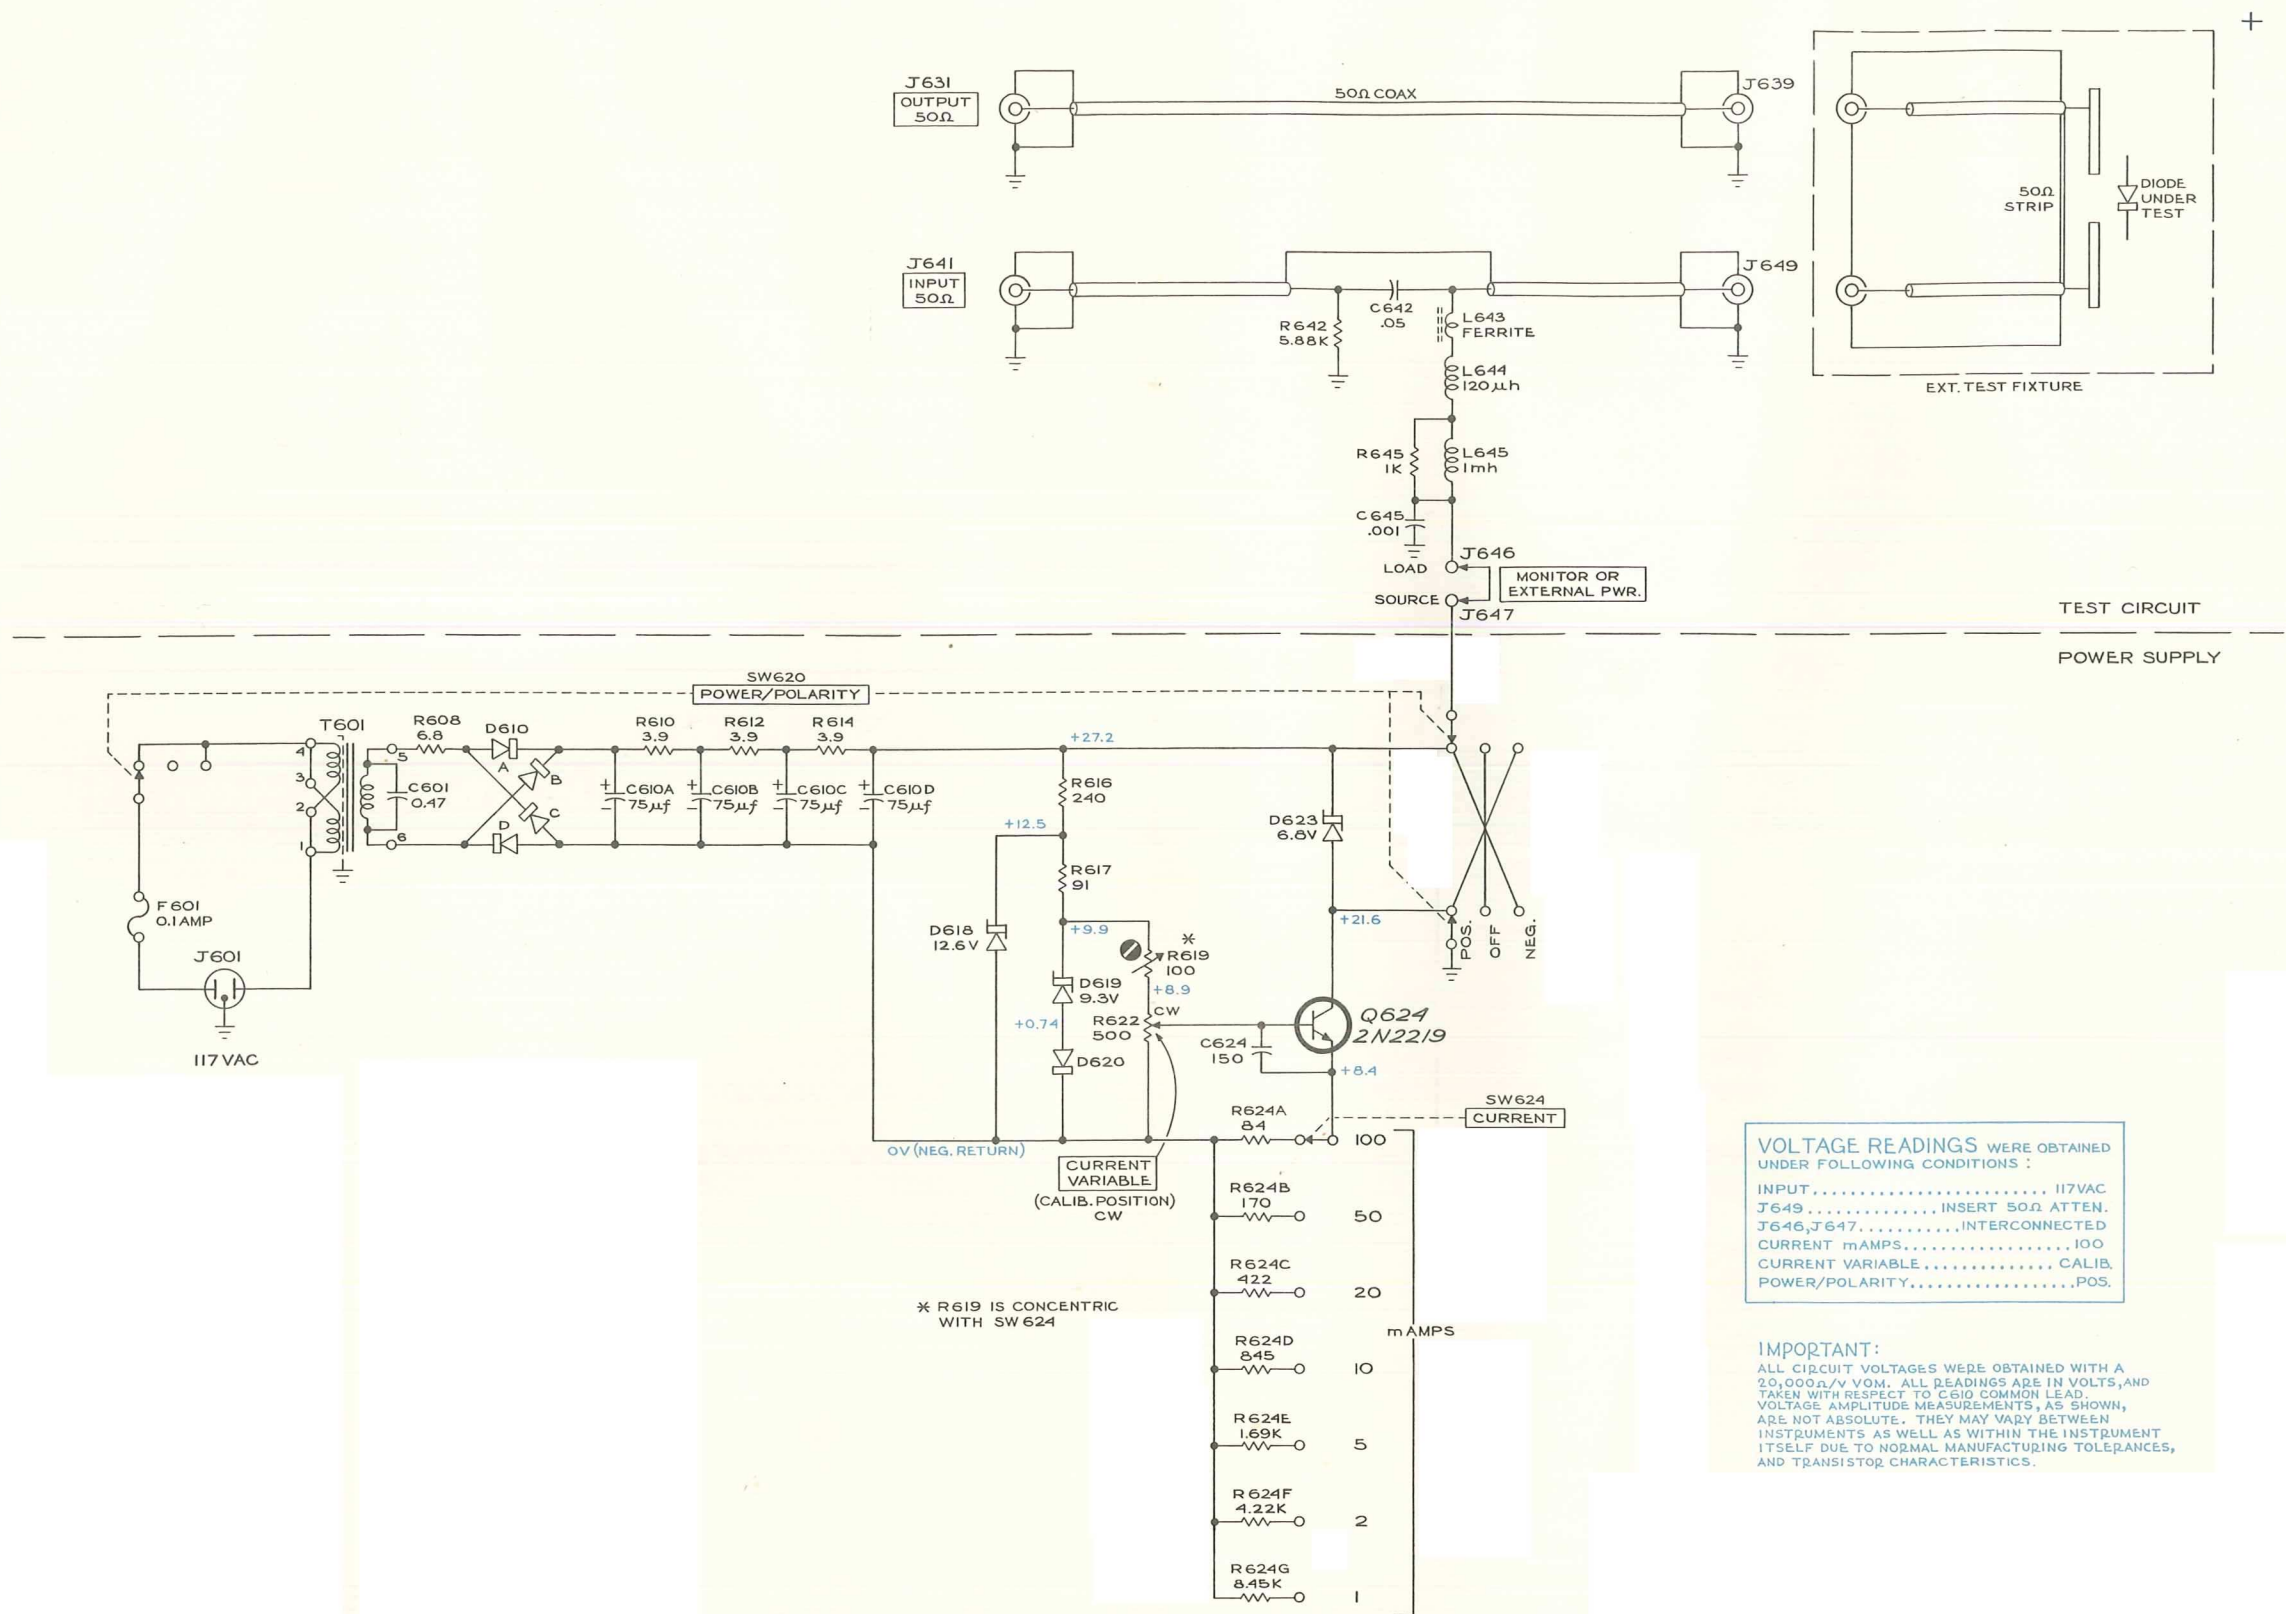 J631
OUTPUT
50Ω
50Ω COAX
J639
50Ω
STRIP
DIODE
UNDER
TEST
EXT. TEST FIXTURE
J641
INPUT
50Ω
R642
5.88K
C642
.05
L643
FERRITE
J649
L644
120μh
R645
1K
L645
1mh
C645
.001
J646
LOAD
MONITOR OR
EXTERNAL PWR.
SOURCE
J647
TEST CIRCUIT
POWER SUPPLY
SW620
POWER/POLARITY
T601
4
3
2
1
5
6
R608
6.8
D610
A
B
C
D
C601
0.47
R610
3.9
R612
3.9
R614
3.9
C610A
75μf
C610B
75μf
C610C
75μf
C610D
75μf
+
−
+
−
+
−
+
−
+27.2
R616
240
+12.5
R617
91
D618
12.6V
+9.9
*
R619
100
D619
9.3V
+8.9
+0.74
R622
500
CW
D620
D623
6.8V
+21.6
POS.
OFF
NEG.
C624
150
Q624
2N2219
+8.4
F601
0.1AMP
J601
117VAC
OV (NEG. RETURN)
CURRENT
VARIABLE
(CALIB. POSITION)
CW
SW624
CURRENT
R624A
84
100
R624B
170
50
R624C
422
20
R624D
845
10
R624E
1.69K
5
R624F
4.22K
2
R624G
8.45K
1
mAMPS
* R619 IS CONCENTRIC
WITH SW624
VOLTAGE READINGS WERE OBTAINED
UNDER FOLLOWING CONDITIONS :
INPUT......................... 117VAC
J649.............. INSERT 50Ω ATTEN.
J646,J647...........INTERCONNECTED
CURRENT mAMPS..................100
CURRENT VARIABLE.............. CALIB.
POWER/POLARITY..................POS.
IMPORTANT:
ALL CIRCUIT VOLTAGES WERE OBTAINED WITH A
20,000Ω/V VOM. ALL READINGS ARE IN VOLTS, AND
TAKEN WITH RESPECT TO C610 COMMON LEAD.
VOLTAGE AMPLITUDE MEASUREMENTS, AS SHOWN,
ARE NOT ABSOLUTE. THEY MAY VARY BETWEEN
INSTRUMENTS AS WELL AS WITHIN THE INSTRUMENT
ITSELF DUE TO NORMAL MANUFACTURING TOLERANCES,
AND TRANSISTOR CHARACTERISTICS.